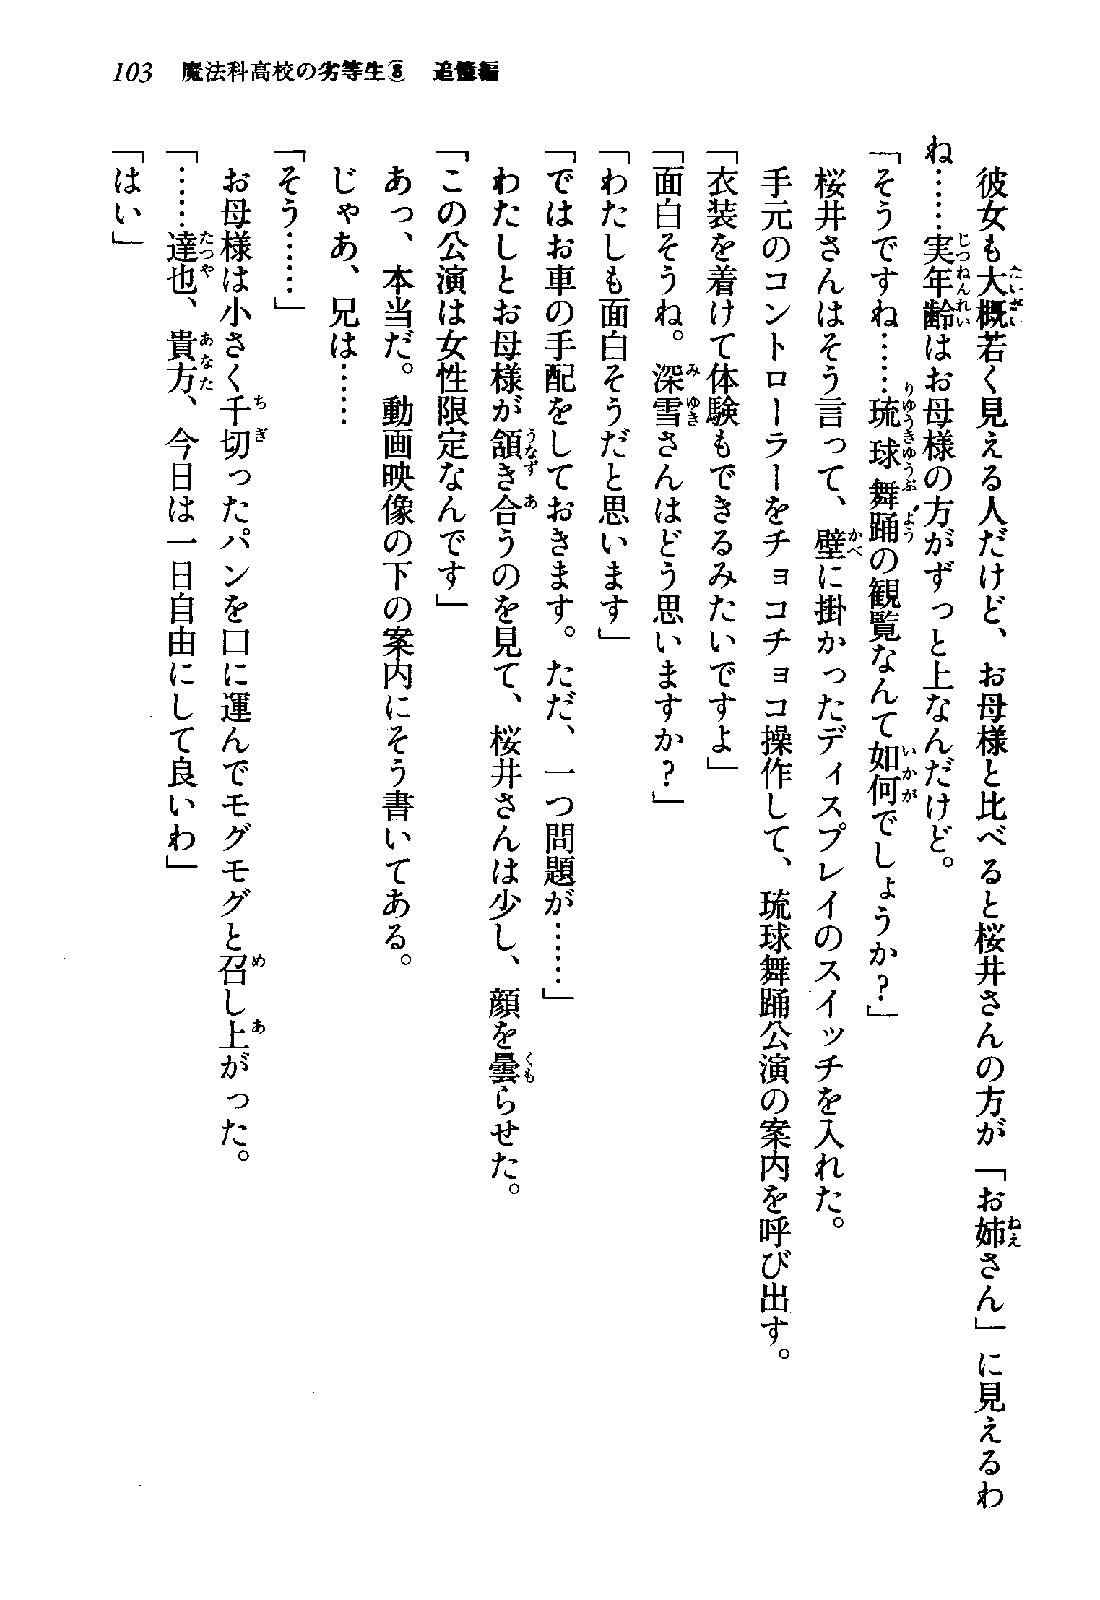 103 魔法科高校の劣等生⑧ 追憶編
　彼女も大概若く見える人だけど、お母様と比べると桜井さんの方が「お姉さん」に見えるわ
ね……実年齢はお母様の方がずっと上なんだけど。
「そうですね……琉球舞踊の観覧なんて如何でしょうか?」
　桜井さんはそう言って、壁に掛かったディスプレイのスイッチを入れた。
　手元のコントローラーをチョコチョコ操作して、琉球舞踊公演の案内を呼び出す。
「衣装を着けて体験もできるみたいですよ」
「面白そうね。深雪さんはどう思いますか?」
「わたしも面白そうだと思います」
「ではお車の手配をしておきます。ただ、一つ問題が……」
　わたしとお母様が頷き合うのを見て、桜井さんは少し、顔を曇らせた。
「この公演は女性限定なんです」
　あっ、本当だ。動画映像の下の案内にそう書いてある。
　じゃあ、兄は……
「そう……」
　お母様は小さく千切ったパンを口に運んでモグモグと召し上がった。
「……達也、貴方、今日は一日自由にして良いわ」
「はい」